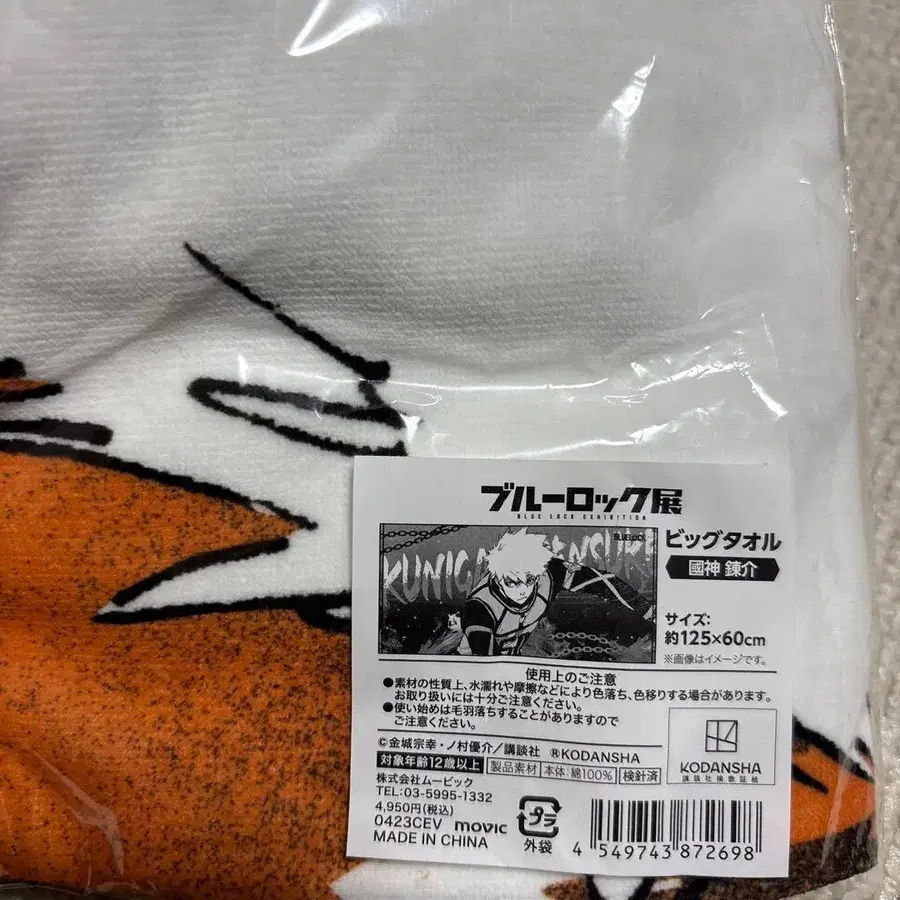 ブルーロック展
BLUE LOCK EXHIBITION
BLUELOCK
ビッグタオル
國神 錬介
サイズ:
約125×60cm
※画像はイメージです。
使用上のご注意
●素材の性質上、水濡れや摩擦などにより色落ち、色移りする場合があります。
お取り扱いには十分ご注意ください。
●使い始めは毛羽落ちすることがありますので
ご注意ください。
©金城宗幸・ノ村優介/講談社 ®KODANSHA
対象年齢12歳以上 製品素材 本体:綿100% 検針済
KODANSHA
講談社検数証紙
株式会社ムービック
TEL:03-5995-1332
4,950円(税込)
0423CEV movic
MADE IN CHINA
プラ
外袋
4 549743 872698